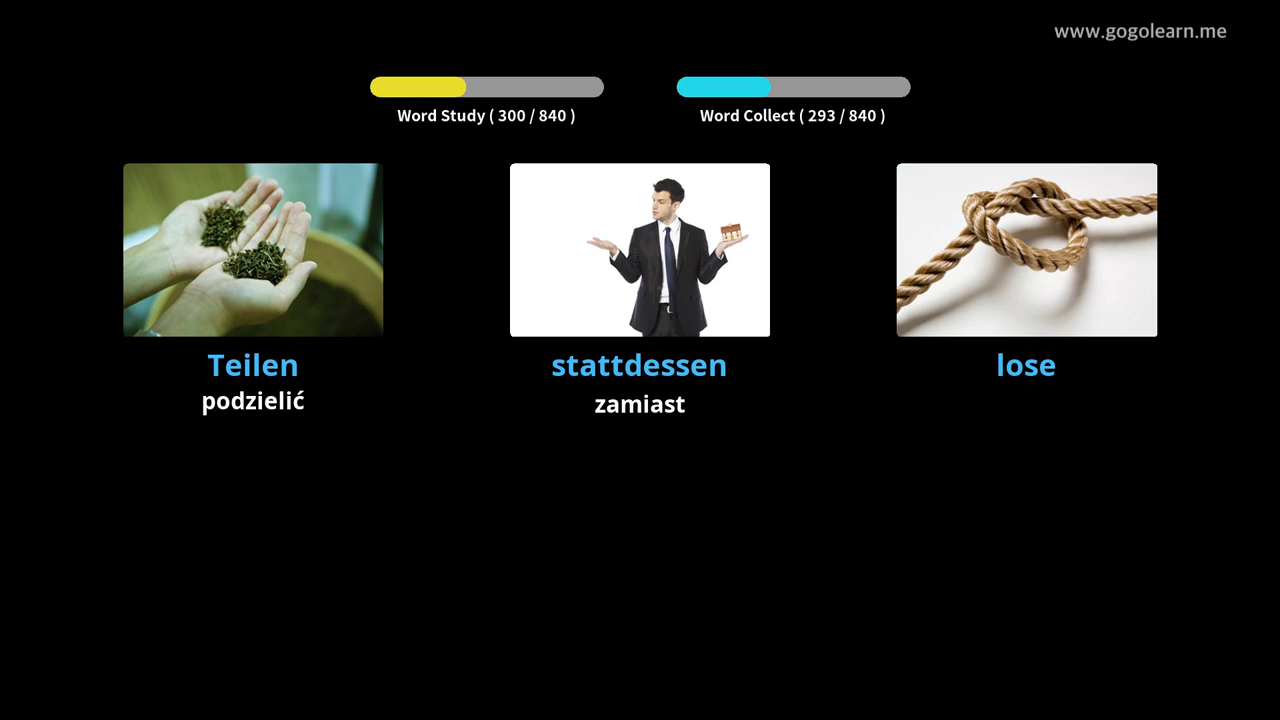 www.gogolearn.me
Word Study ( 300 / 840 )
Word Collect ( 293 / 840 )
Teilen
podzielić
stattdessen
zamiast
lose